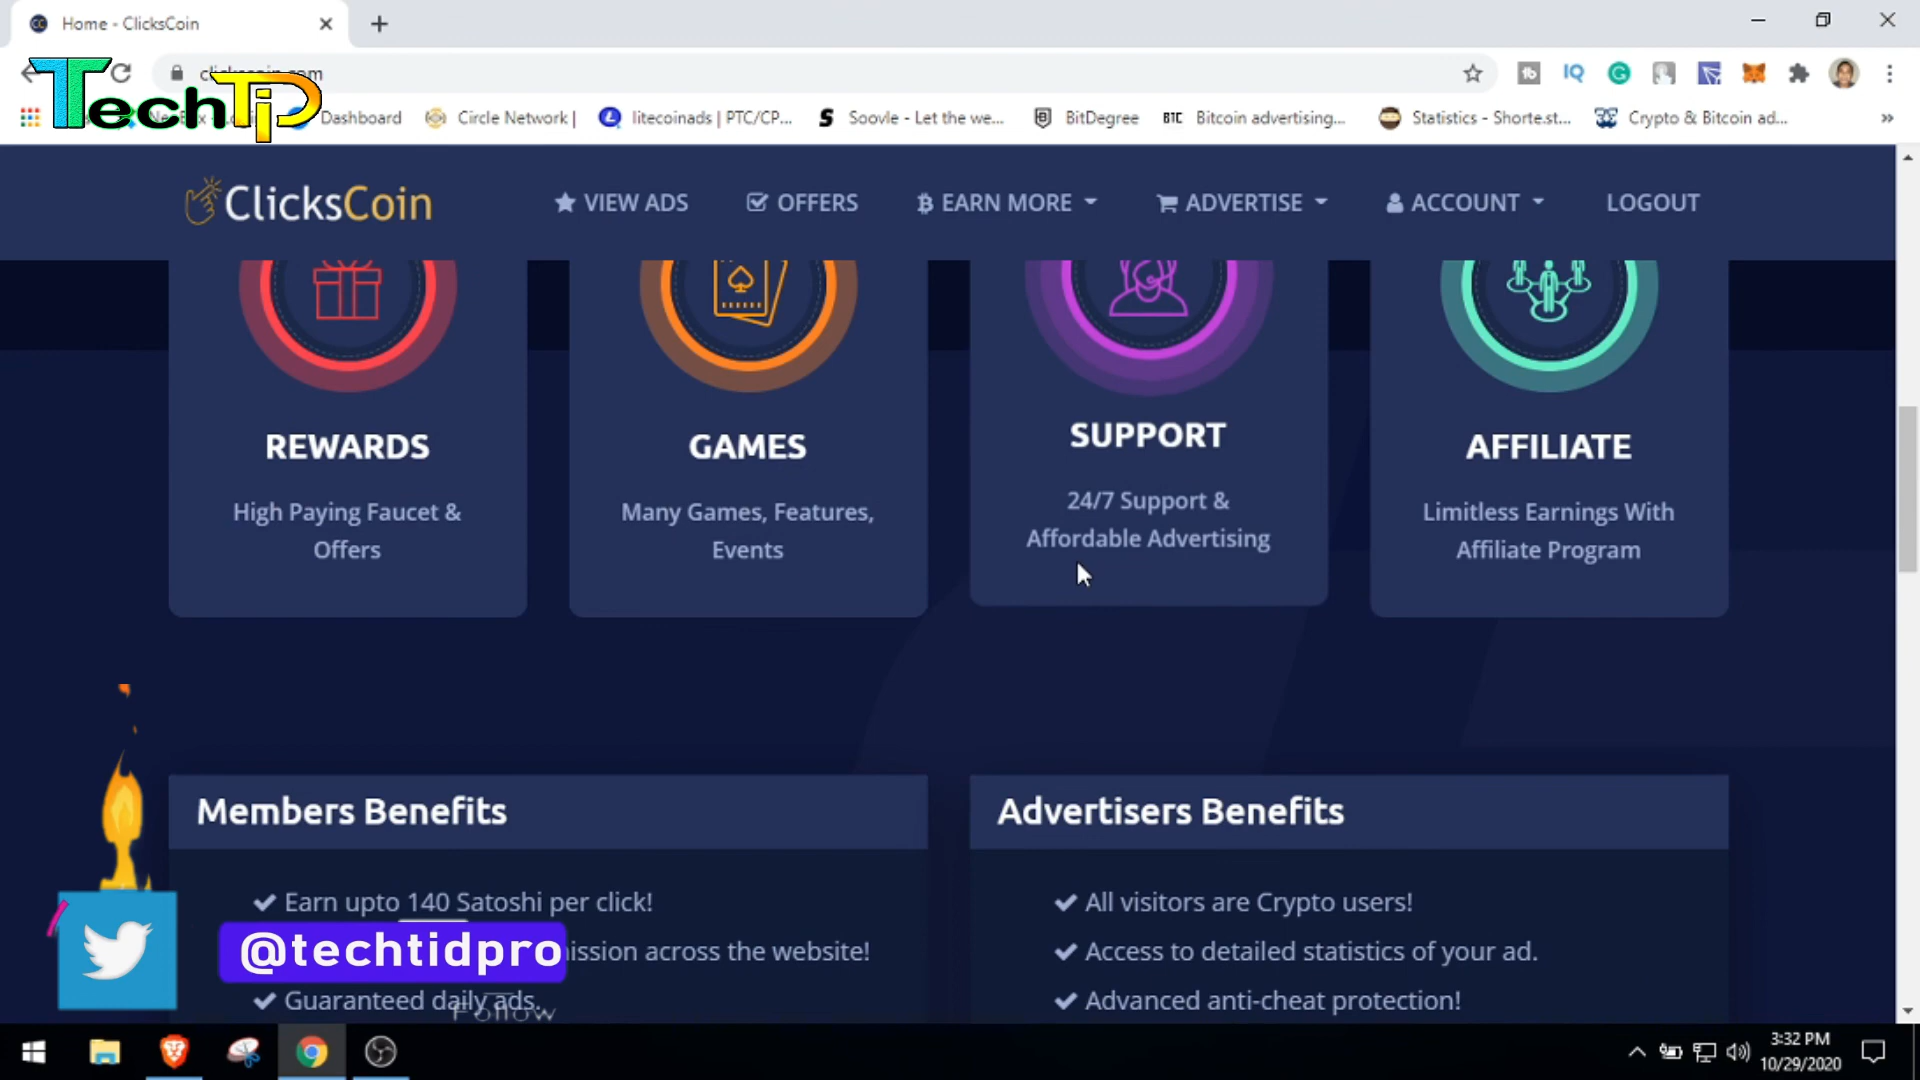 Home - ClicksCoin
TechTiD
Dashboard
Circle Network |
litecoinads | PTC/CP...
Soovle - Let the we...
BitDegree
BTC Bitcoin advertising...
Statistics - Shorte.st...
Crypto & Bitcoin ad...
ClicksCoin
VIEW ADS
OFFERS
EARN MORE
ADVERTISE
ACCOUNT
LOGOUT
REWARDS
High Paying Faucet &
Offers
GAMES
Many Games, Features,
Events
SUPPORT
24/7 Support &
Affordable Advertising
AFFILIATE
Limitless Earnings With
Affiliate Program
Members Benefits
Earn upto 140 Satoshi per click!
across the website!
Guaranteed daily ads.
@techtidpro
Follow
Advertisers Benefits
All visitors are Crypto users!
Access to detailed statistics of your ad.
Advanced anti-cheat protection!
3:32 PM
10/29/2020